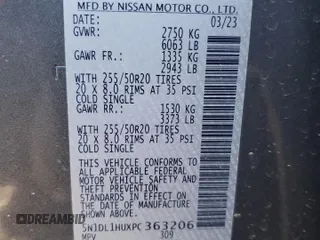 MFD BY NISSAN MOTOR CO., LTD.
DATE: 03/23
GVWR: 2750 KG
6063 LB
GAWR FR.: 1335 KG
2943 LB
WITH 255/50R20 TIRES
20 X 8.0 RIMS AT 35 PSI
COLD SINGLE
GAWR RR.: 1530 KG
3373 LB
WITH 255/50R20 TIRES
20 X 8.0 RIMS AT 35 PSI
COLD SINGLE
THIS VEHICLE CONFORMS
TO ALL APPLICABLE FEDERAL
MOTOR VEHICLE SAFETY
STANDARDS IN EFFECT ON
THE DATE OF MANUFACTURE
SHOWN ABOVE.
5N1DL1HUXPC363206
MPV 309
DREAMBID